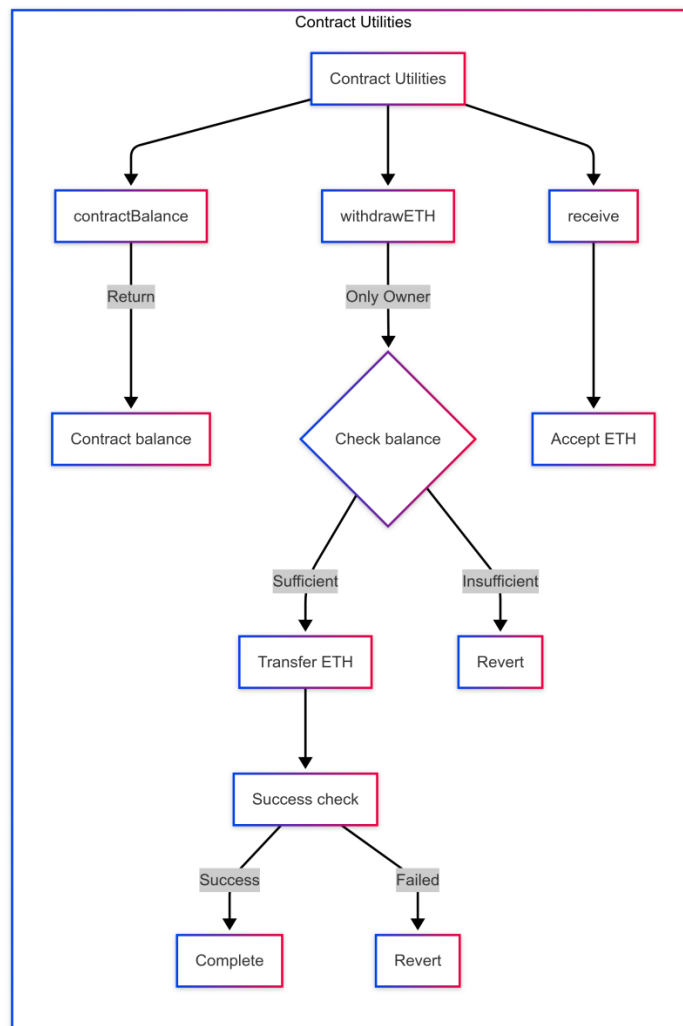 Contract Utilities
Contract Utilities
contractBalance
withdrawETH
receive
Return
Only Owner
Contract balance
Check balance
Accept ETH
Sufficient
Insufficient
Transfer ETH
Revert
Success check
Success
Failed
Complete
Revert